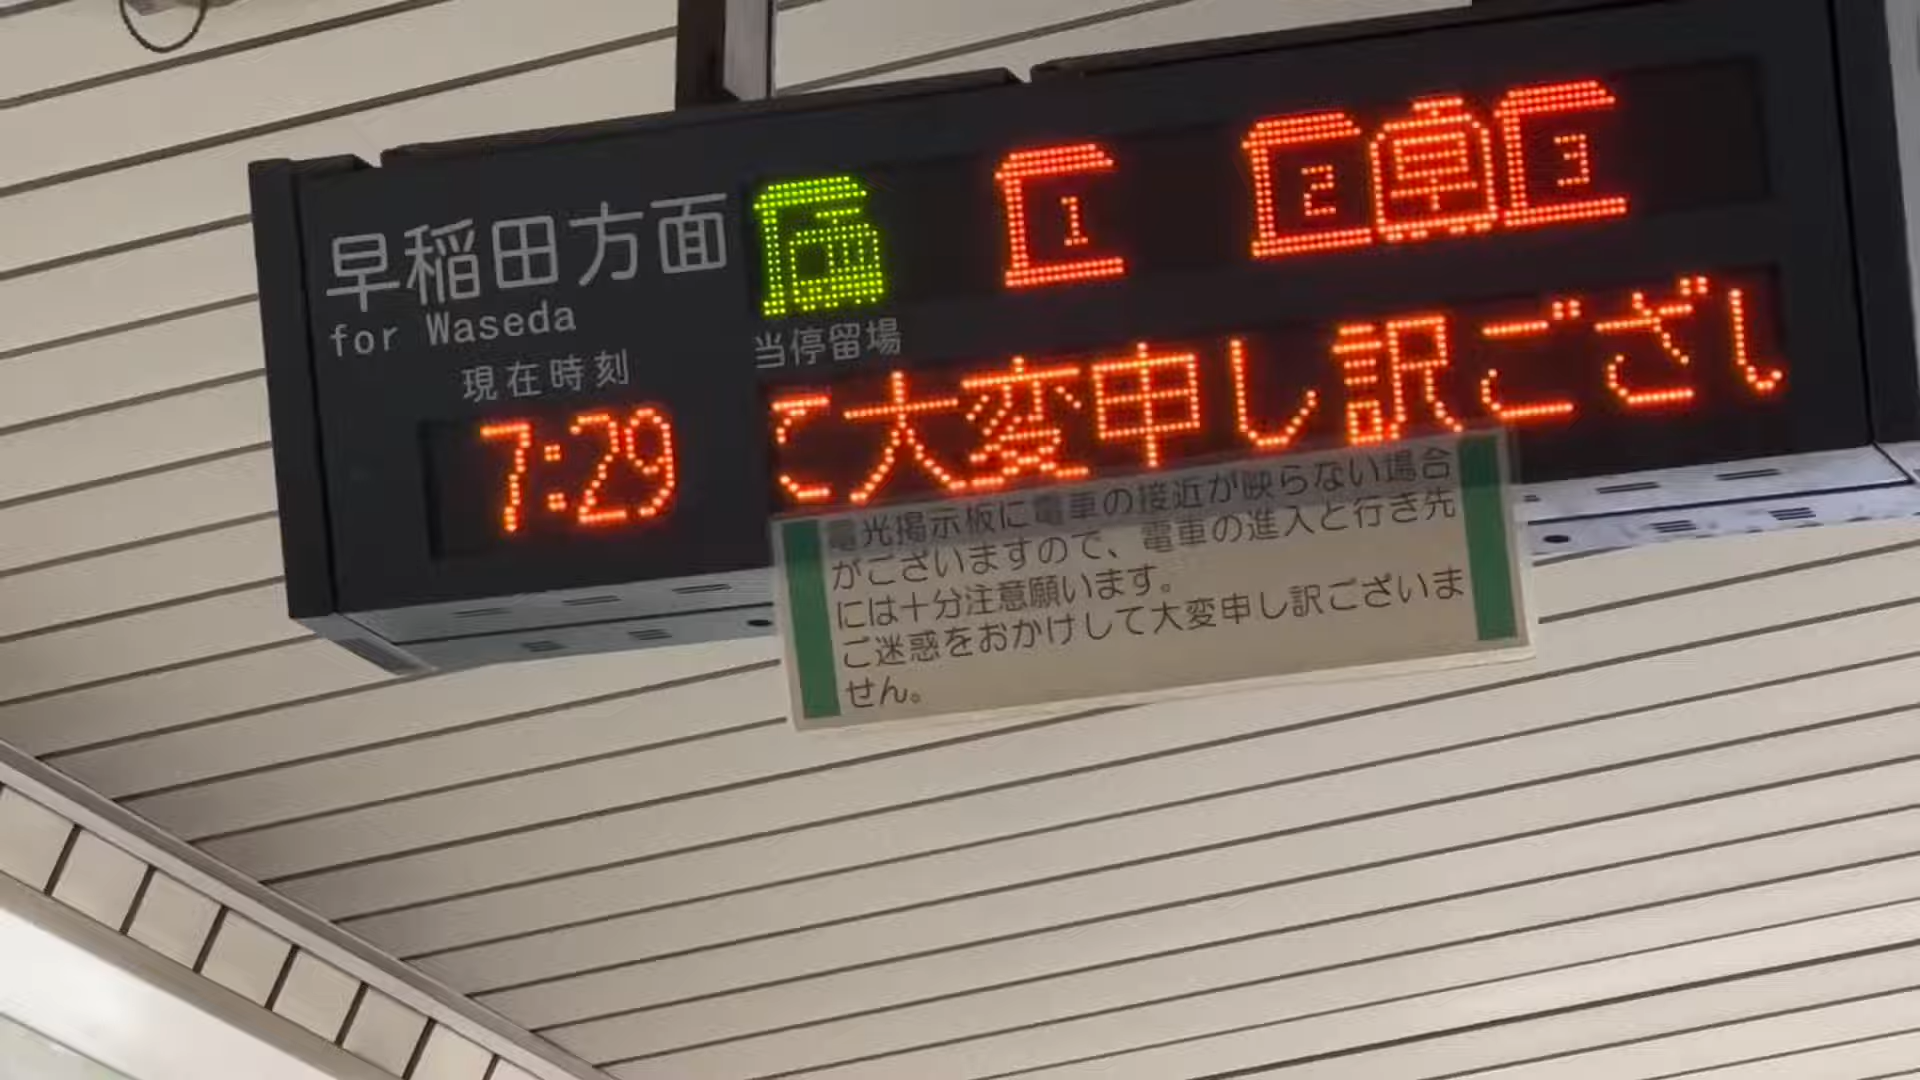 早稲田方面
for Waseda
現在時刻
7:29
当停留場
1 2 早 3
大変申し訳ござい
電光掲示板に電車の接近が映らない場合
がございますので、電車の進入と行き先
には十分注意願います。
ご迷惑をおかけして大変申し訳ございま
せん。